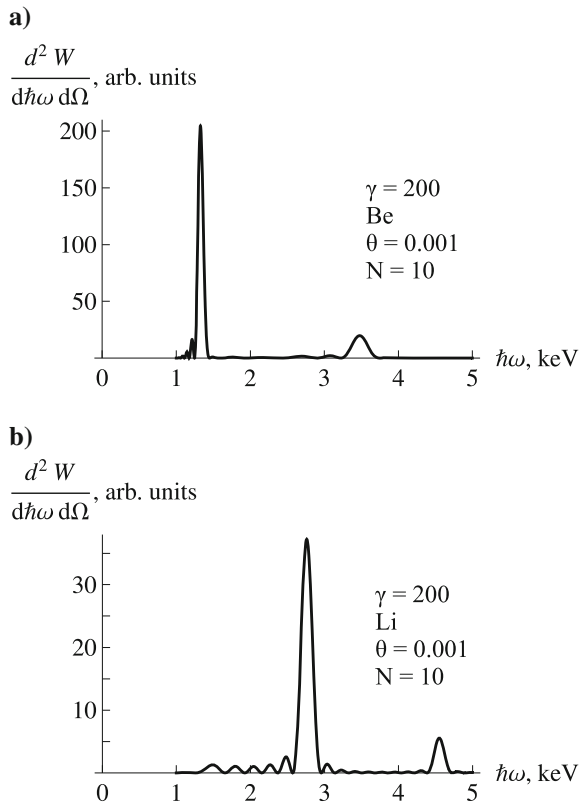 a)
d² W
dħω dΩ
, arb. units
200
150
100
50
γ = 200
Be
θ = 0.001
N = 10
0 1 2 3 4 5
ħω, keV
b)
d² W
dħω dΩ
, arb. units
30
20
10
γ = 200
Li
θ = 0.001
N = 10
0 1 2 3 4 5
ħω, keV